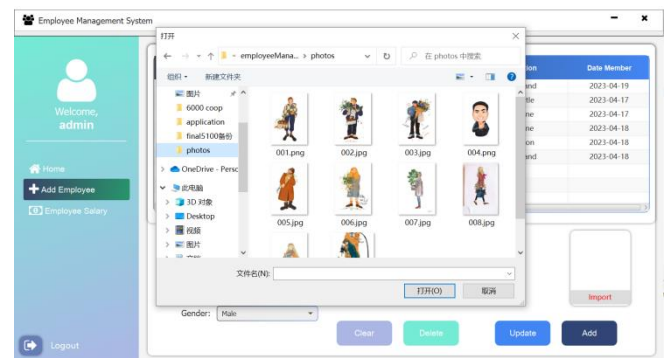 Employee Management System
Welcome,
admin
Home
Add Employee
Employee Salary
Logout
打开
employeeMana... › photos
在 photos 中搜索
组织
新建文件夹
图片
6000 coop
application
final5100备份
photos
OneDrive - Persc
此电脑
3D 对象
Desktop
视频
图片
001.png
002.jpg
003.jpg
004.png
005.jpg
006.jpg
007.jpg
008.jpg
文件名(N):
打开(O)
取消
Date Member
2023-04-19
2023-04-17
2023-04-17
2023-04-18
2023-04-18
2023-04-18
Import
Gender:
Male
Clear
Delete
Update
Add